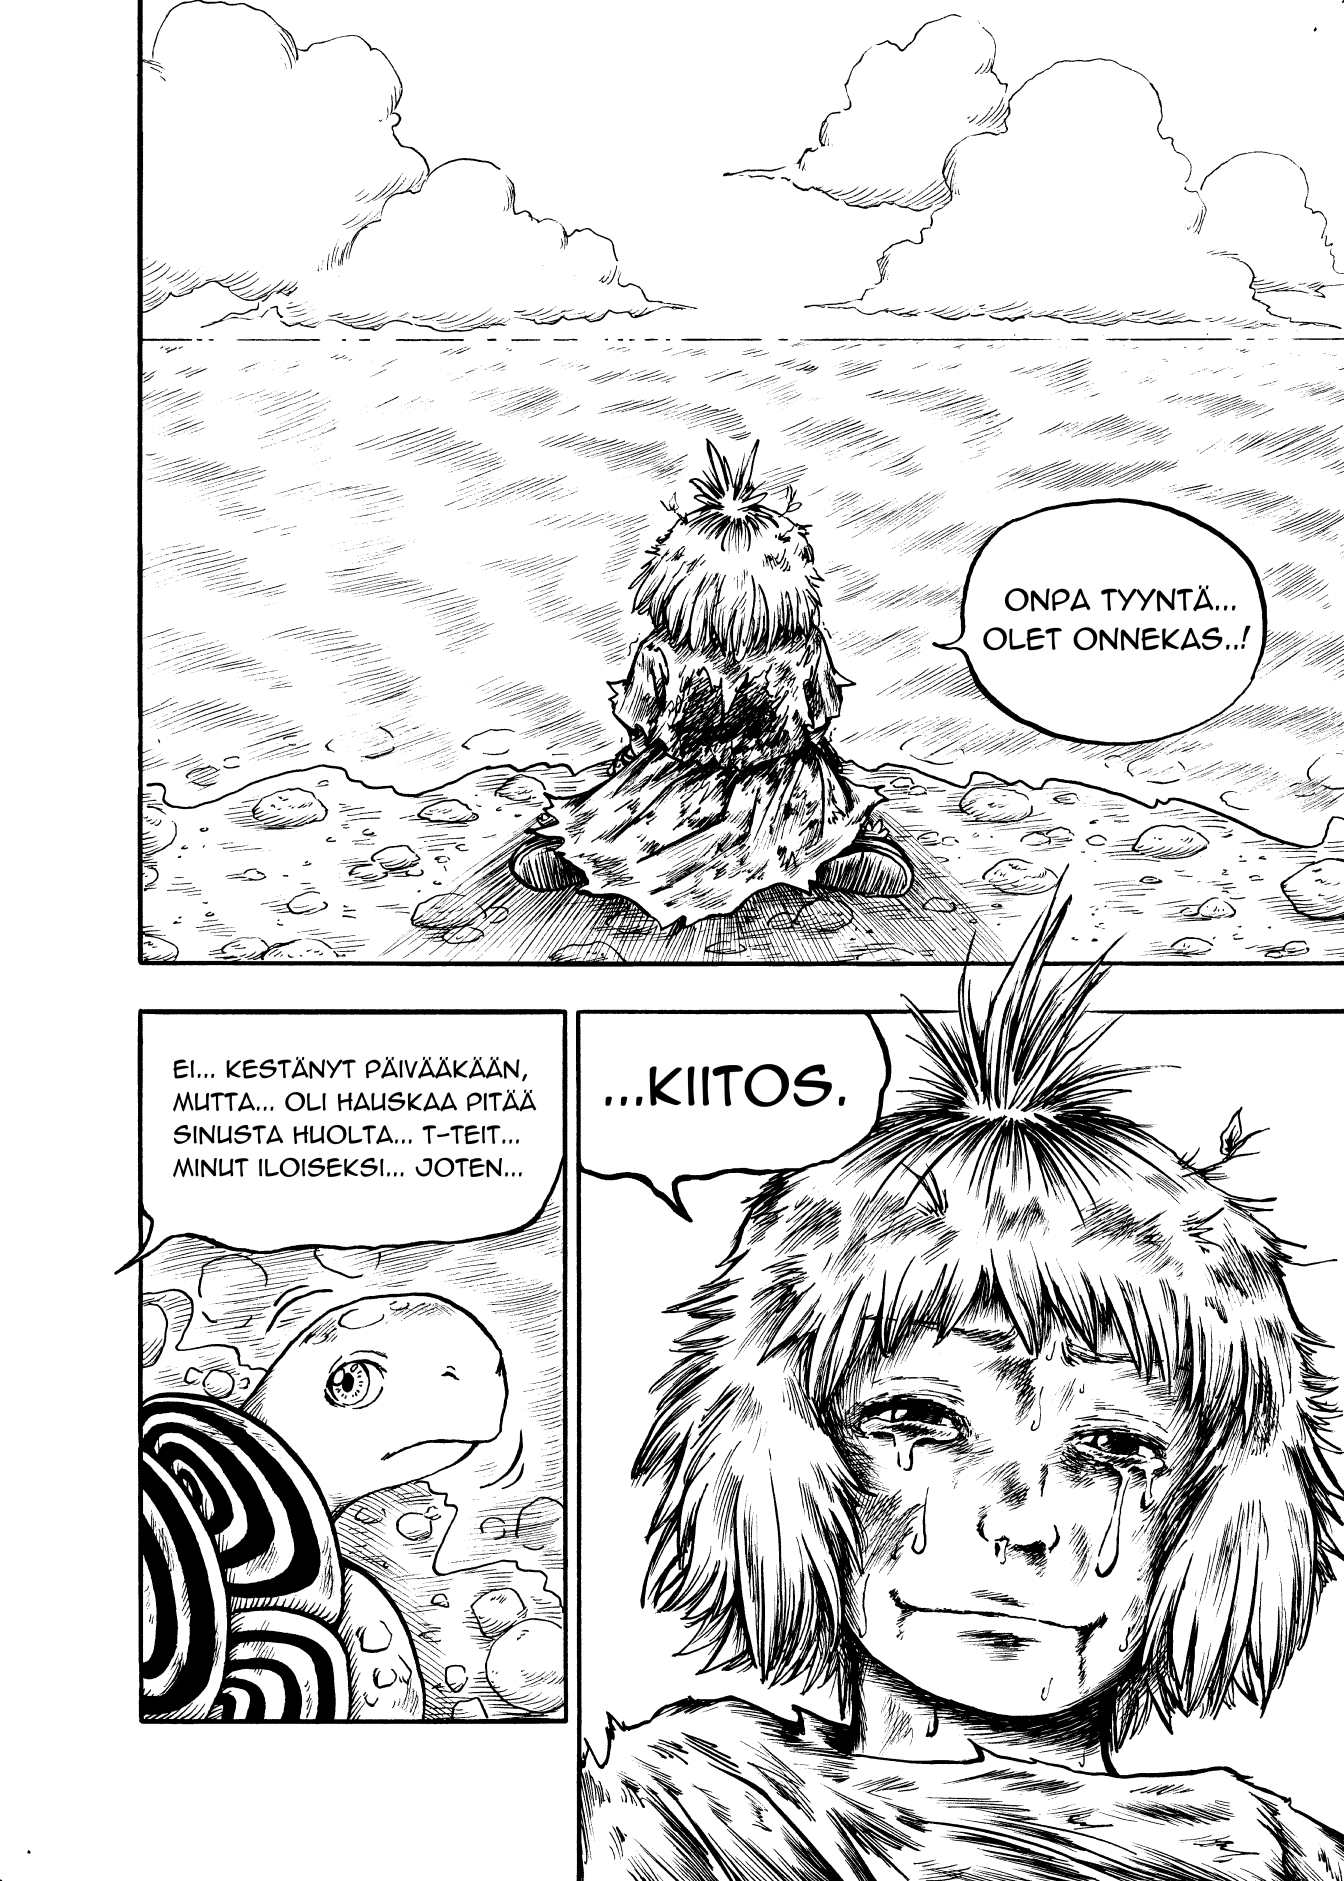 ONPA TYYNTÄ...
OLET ONNEKAS..!
EI... KESTÄNYT PÄIVÄÄKÄÄN,
MUTTA... OLI HAUSKAA PITÄÄ
SINUSTA HUOLTA... T-TEIT...
MINUT ILOISEKSI... JOTEN...
...KIITOS.